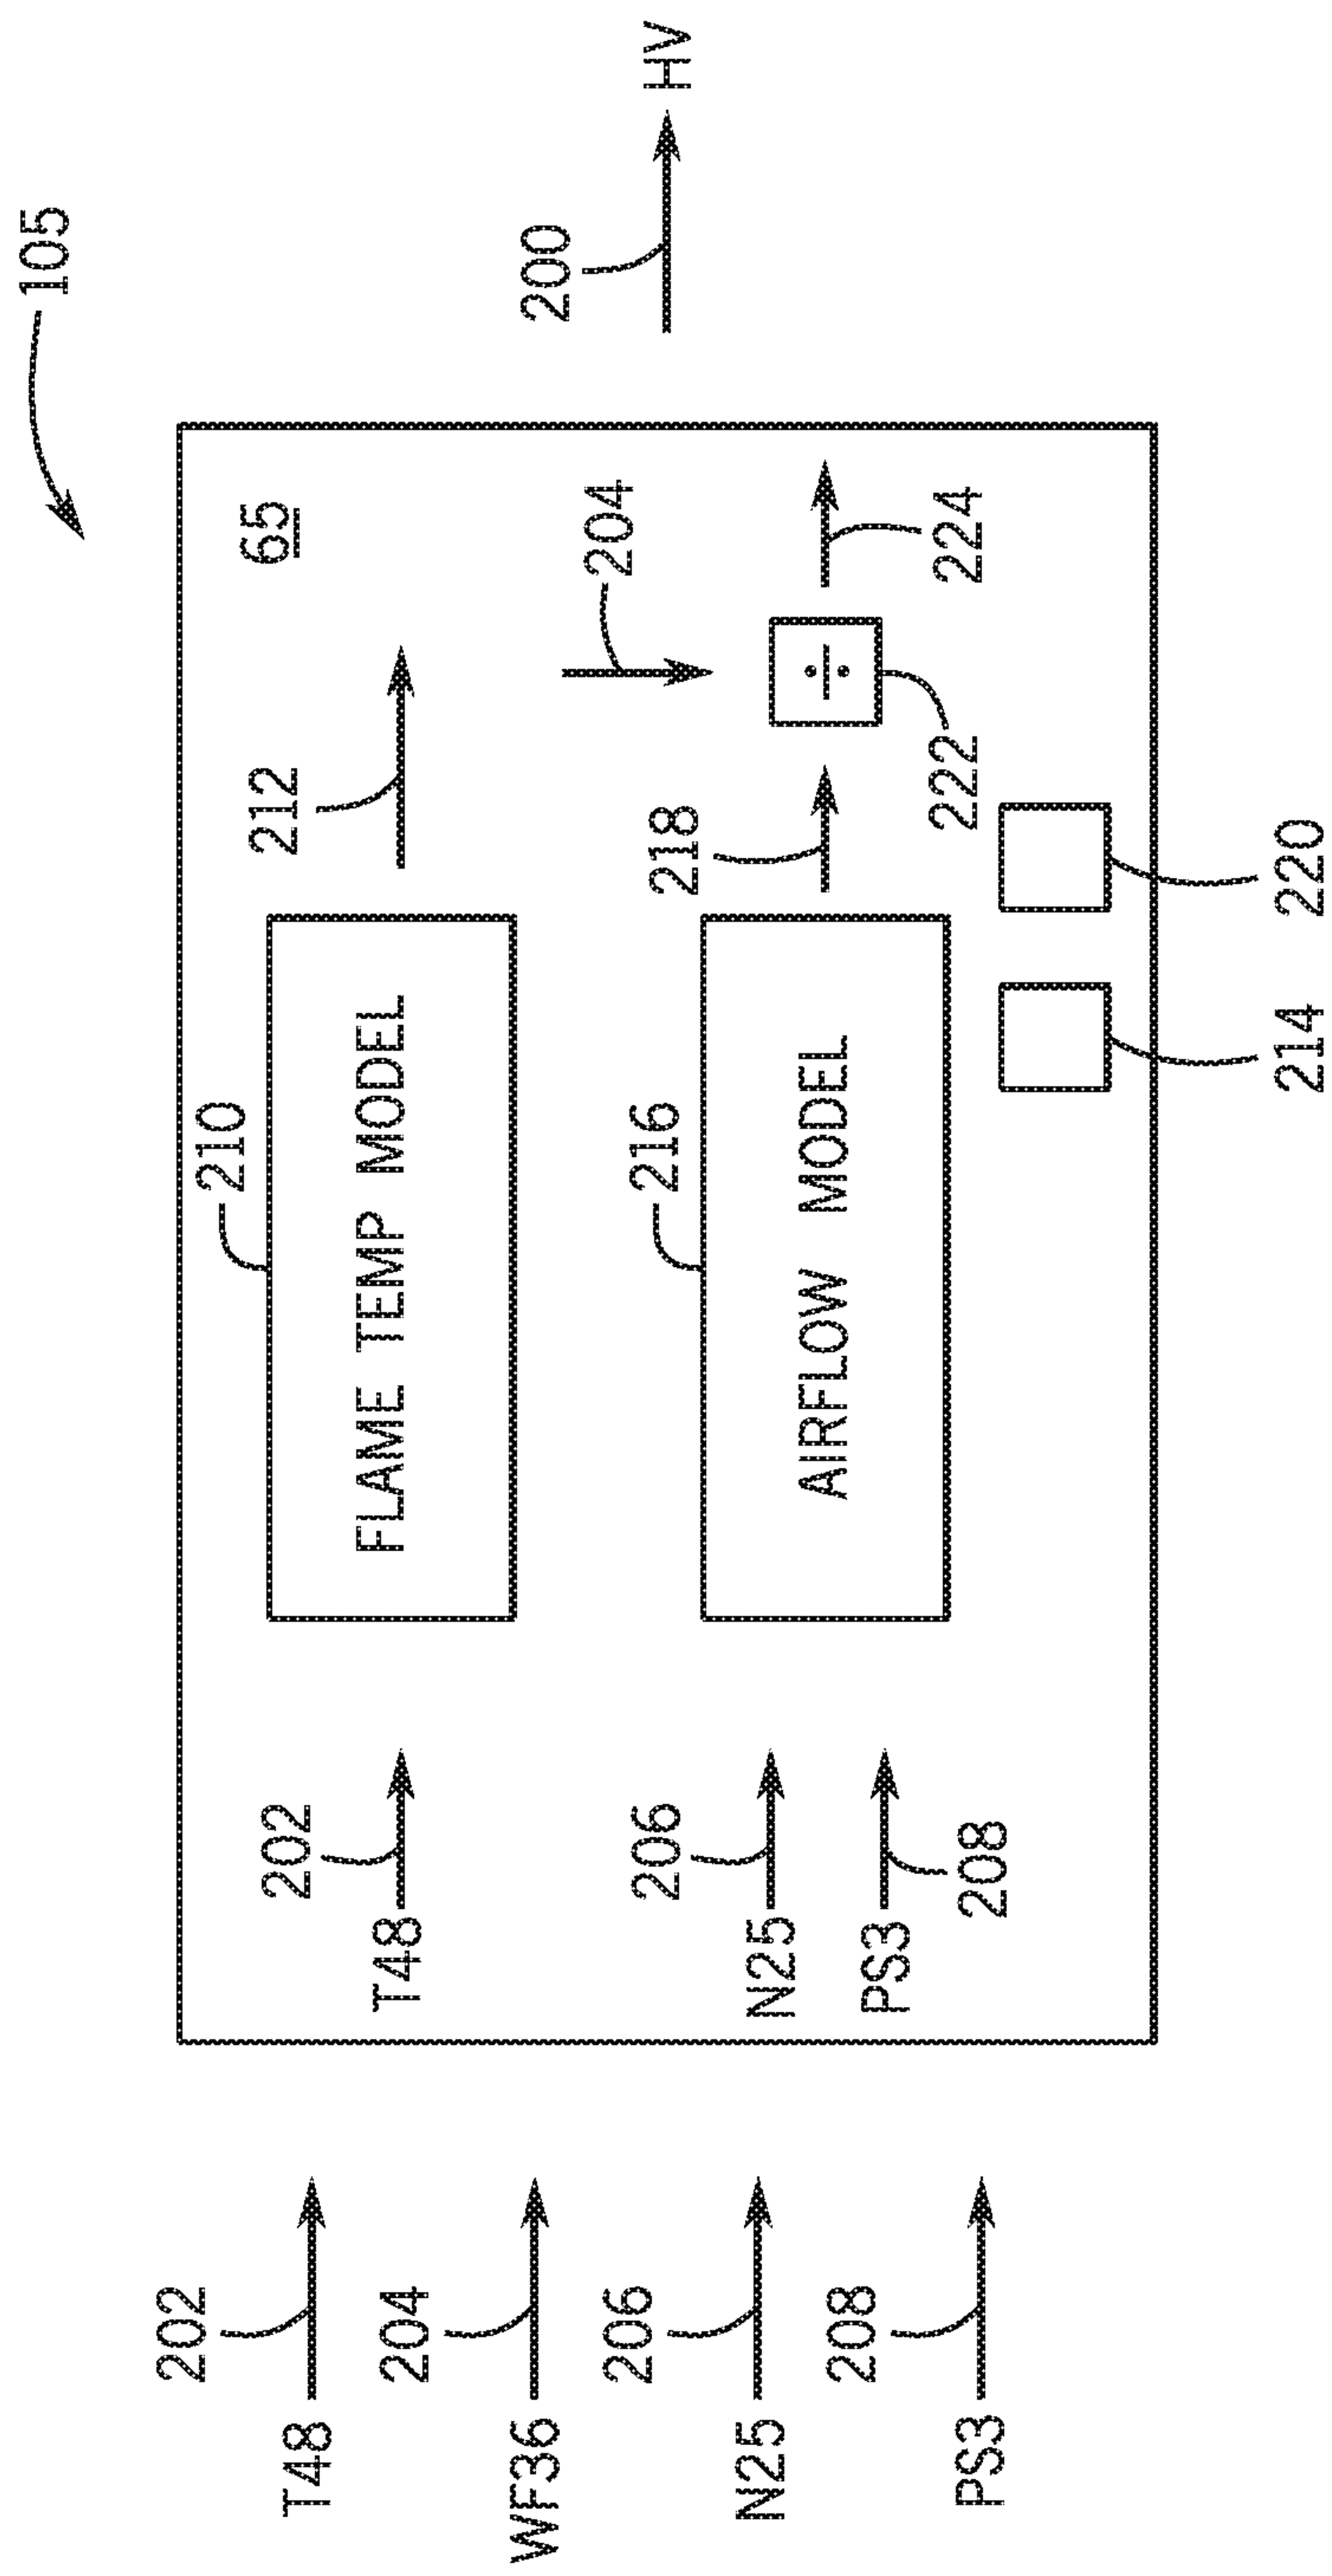 105
202
210
65
212
202
T48
FLAME TEMP MODEL
T48
204
WF36
200
204
206
206
216
HV
218
N25
N25
AIRFLOW MODEL
÷
208
PS3
222
224
PS3
208
214
220